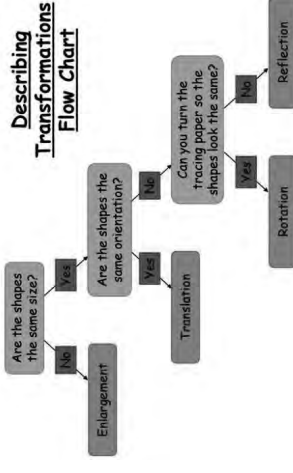 Describing
Transformations
Flow Chart
Are the shapes
the same size?
No
Yes
Enlargement
Are the shapes the
same orientation?
Yes
No
Translation
Can you turn the
tracing paper so the
shapes look the same?
Yes
No
Rotation
Reflection